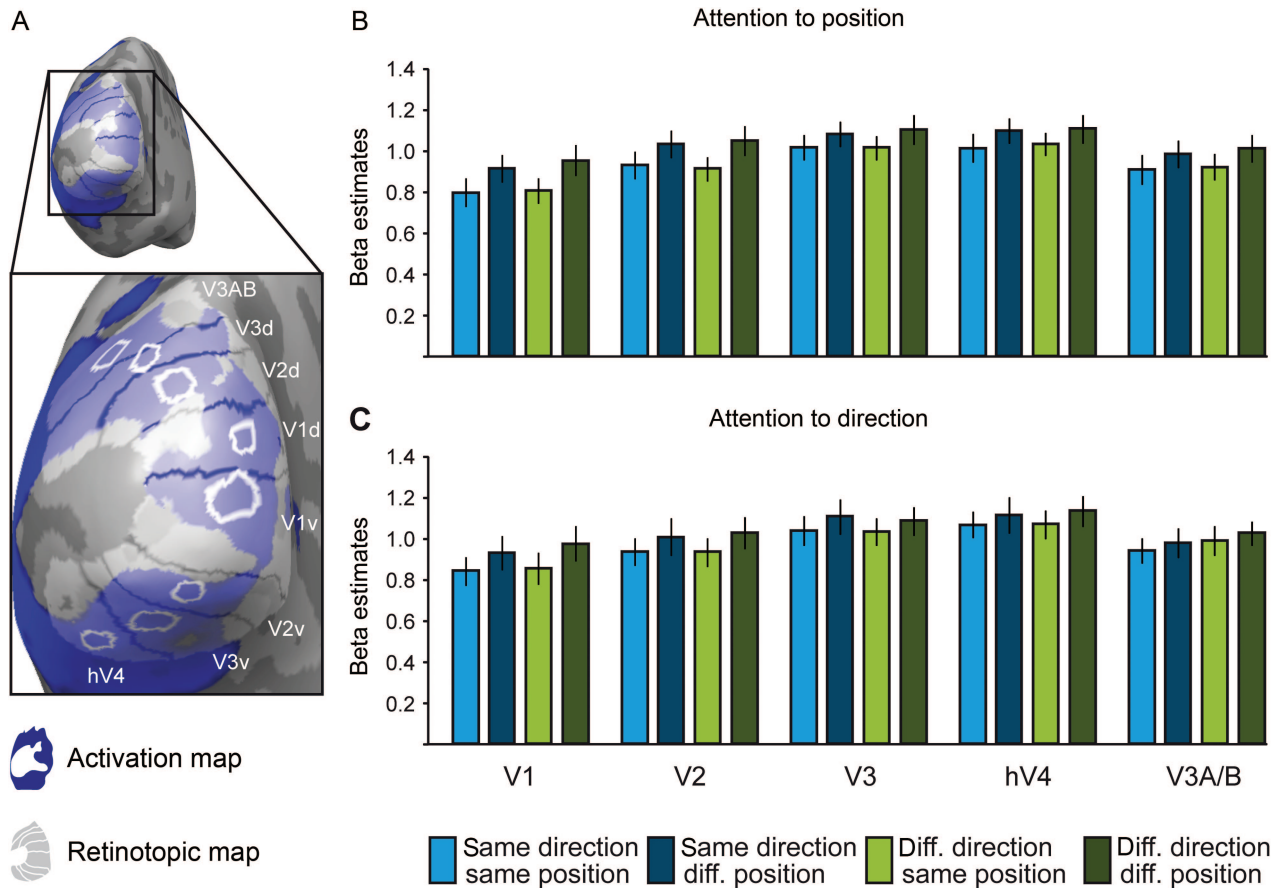 A
V3AB
V3d
V2d
V1d
V1v
V2v
V3v
hV4
Activation map
Retinotopic map
B
Attention to position
Beta estimates
1.4
1.2
1.0
0.8
0.6
0.4
0.2
C
Attention to direction
Beta estimates
1.4
1.2
1.0
0.8
0.6
0.4
0.2
V1 V2 V3 hV4 V3A/B
Same direction
same position
Same direction
diff. position
Diff. direction
same position
Diff. direction
diff. position